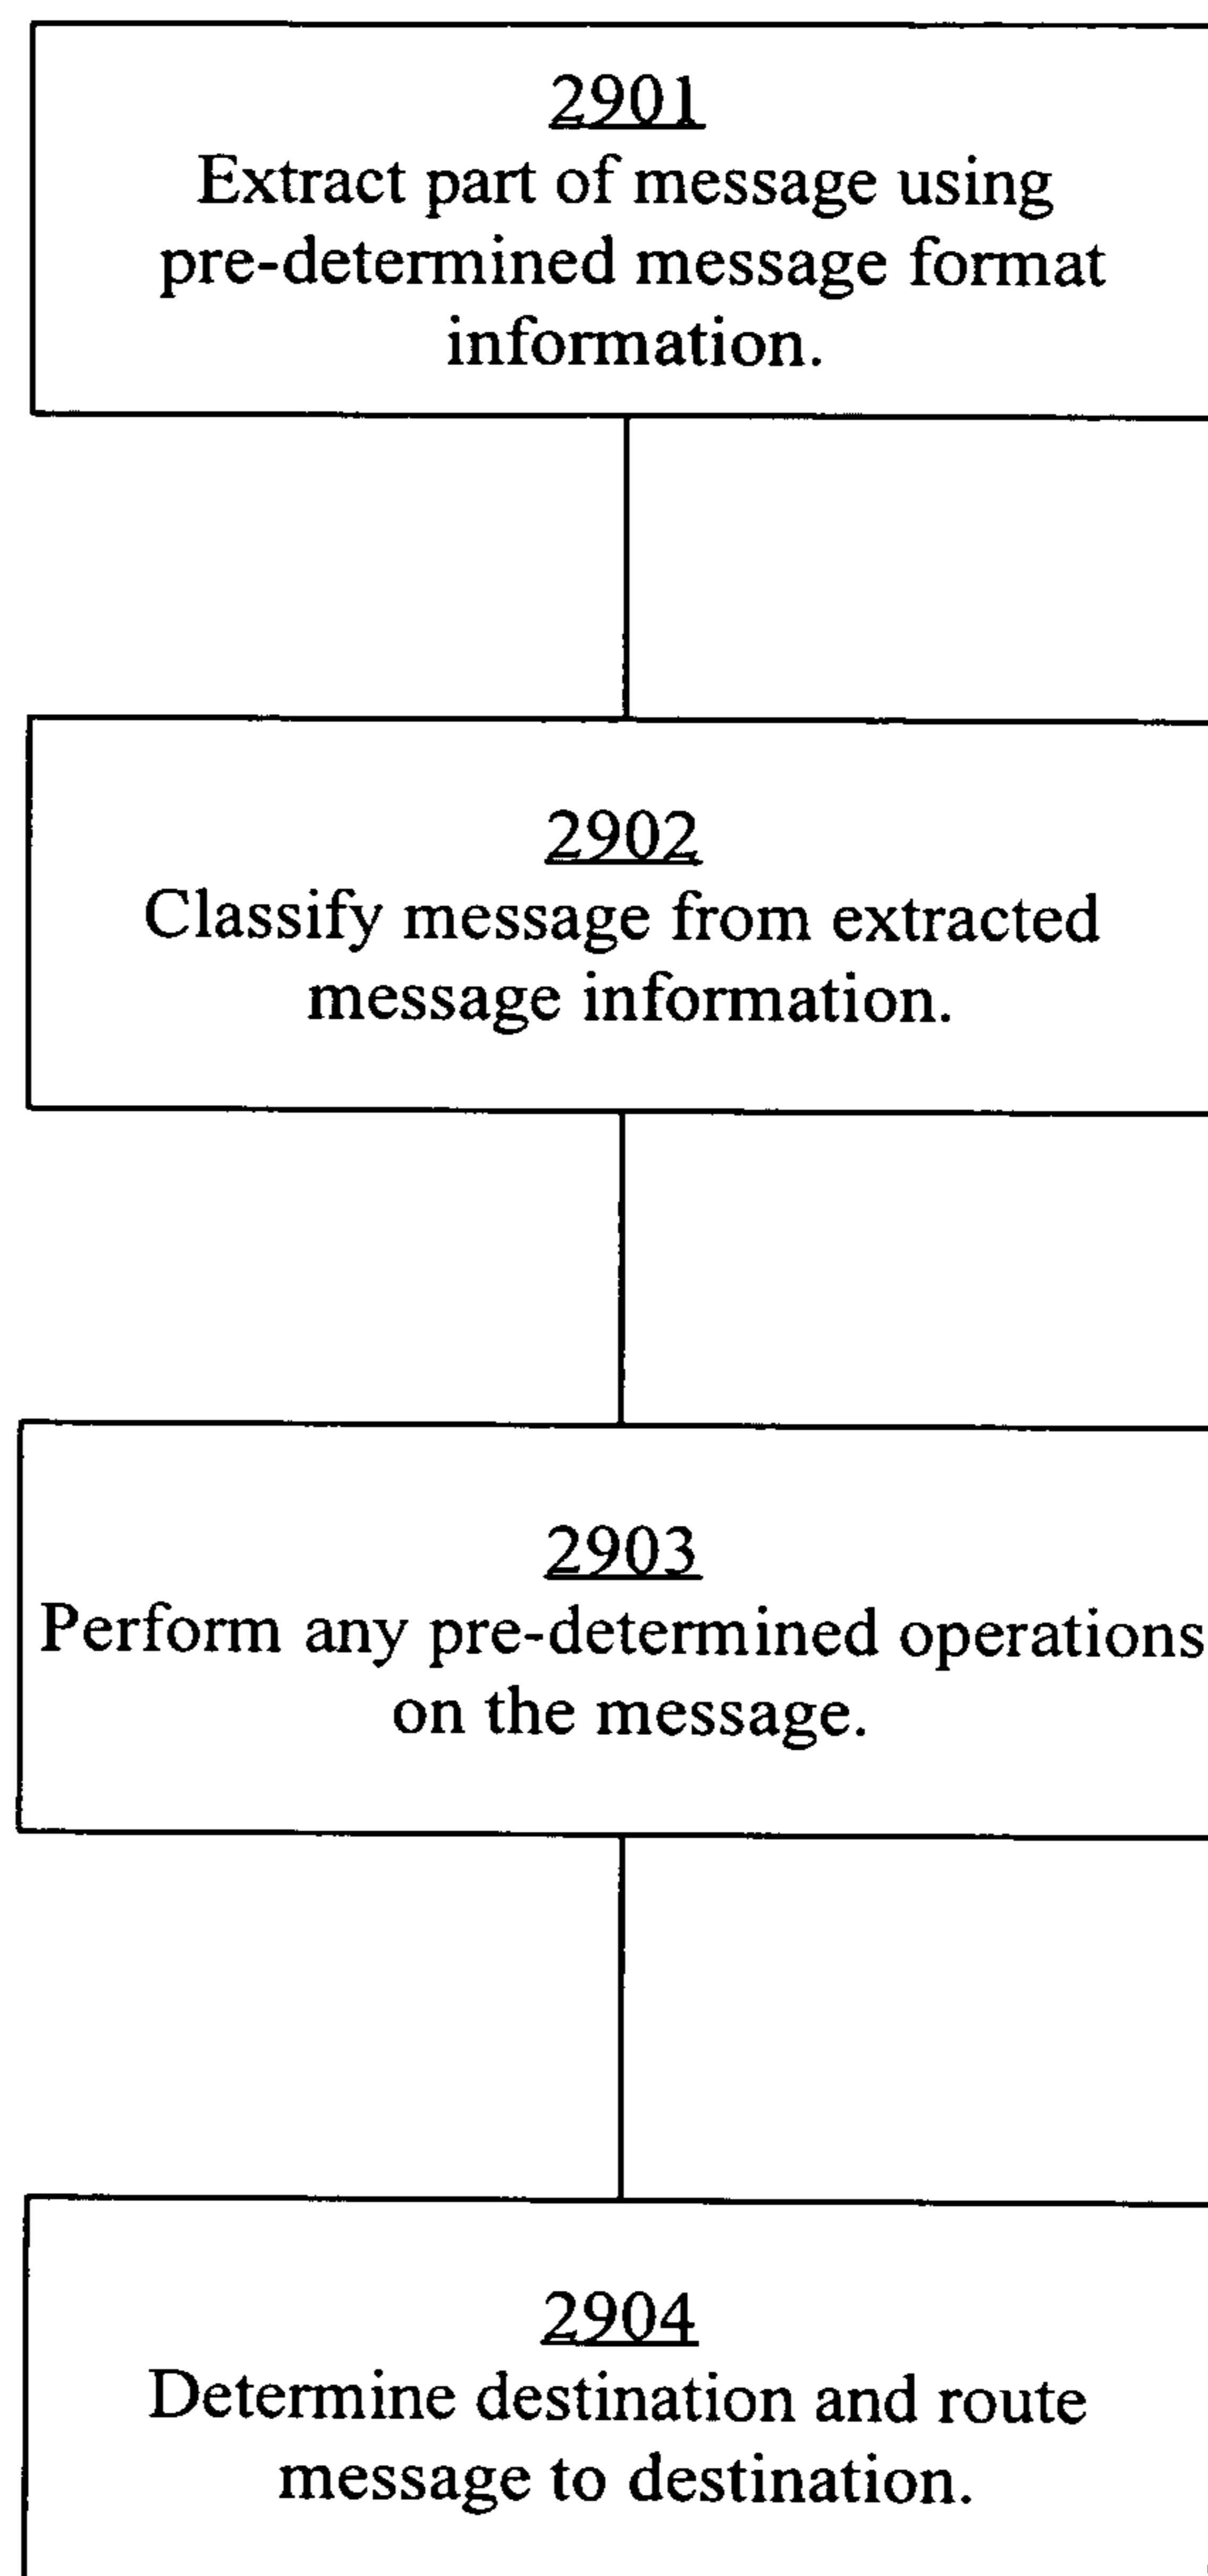 2901
Extract part of message using
pre-determined message format
information.
2902
Classify message from extracted
message information.
2903
Perform any pre-determined operations
on the message.
2904
Determine destination and route
message to destination.